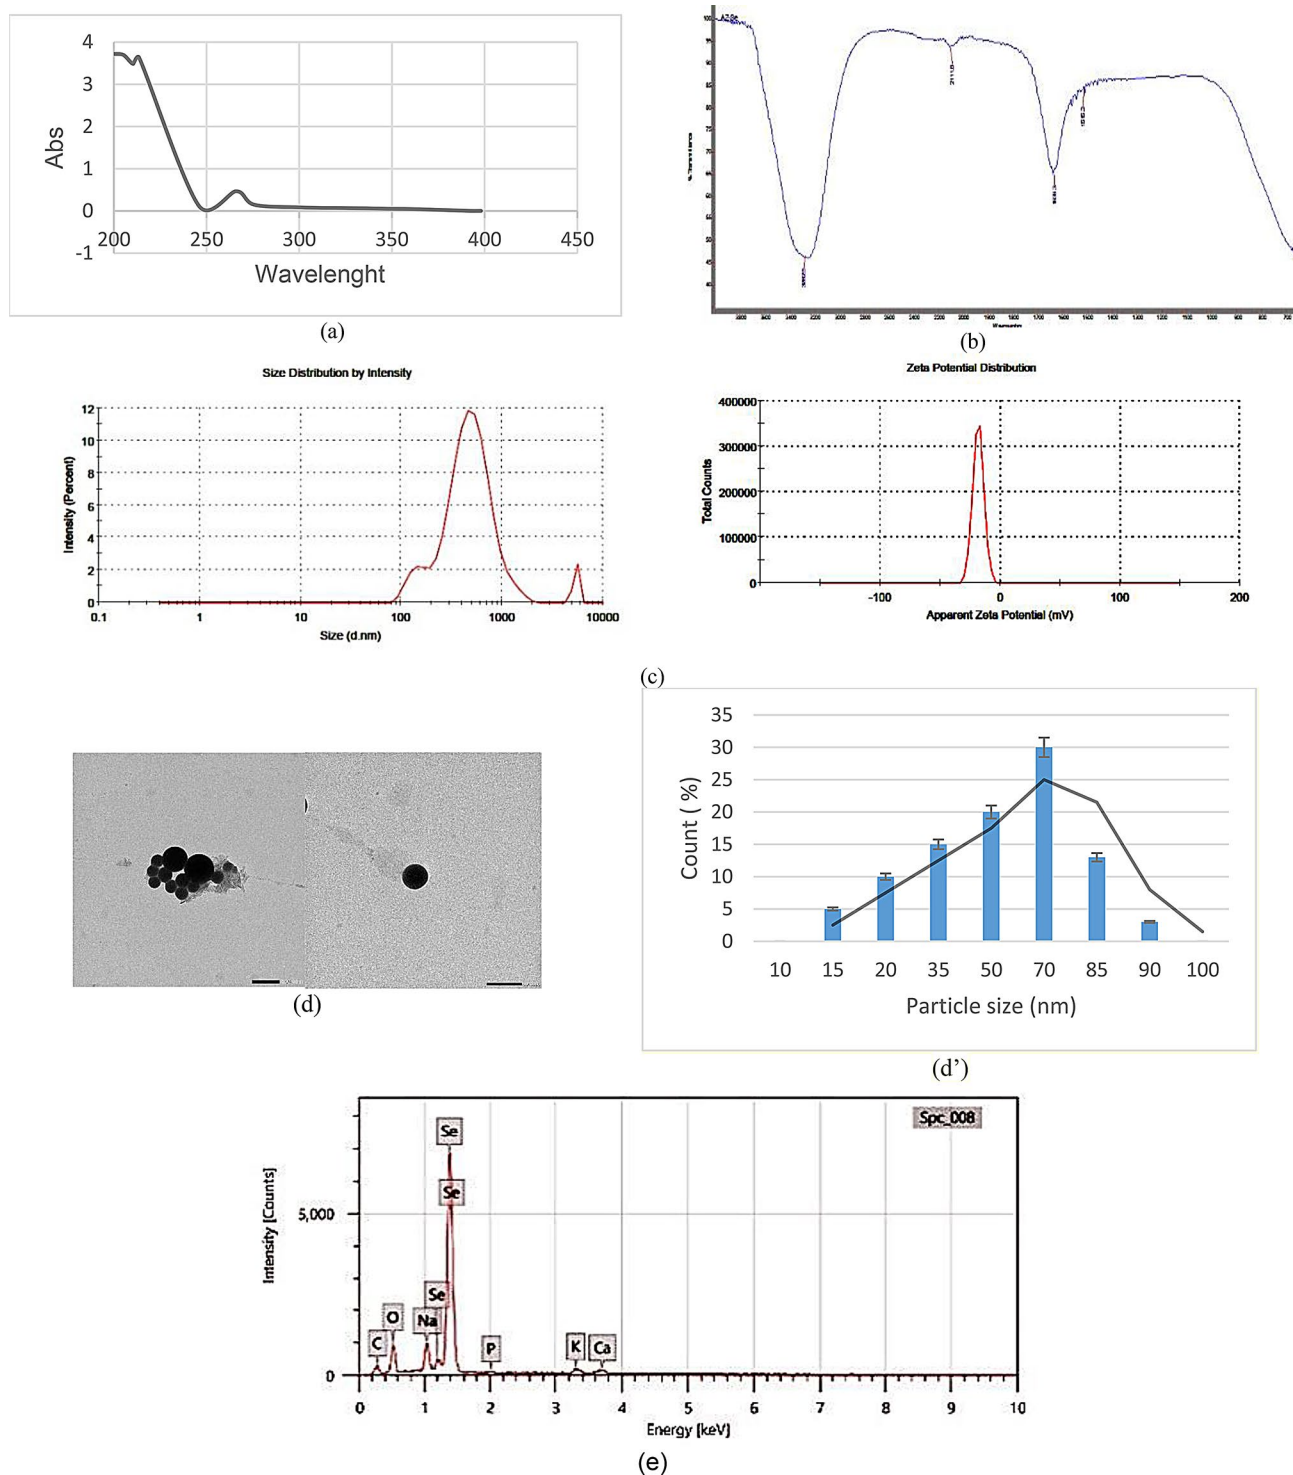 4
3
2
1
0
-1
Abs
200 250 300 350 400 450
Wavelenght
(a)
2111.0
(b)
Size Distribution by Intensity
12
10
8
6
4
2
0
Intensity (Percent)
0.1 1 10 100 1000 10000
Size (d.nm)
Zeta Potential Distribution
400000
300000
200000
100000
0
Total Counts
-100 0 100 200
Apparent Zeta Potential (mV)
(c)
(d)
35
30
25
20
15
10
5
0
Count ( %)
10 15 20 35 50 70 85 90 100
Particle size (nm)
(d’)
Spc_008
Se
Se
Se
Na
O
C
P
K
Ca
5,000
0
Intensity [Counts]
0 1 2 3 4 5 6 7 8 9 10
Energy [keV]
(e)